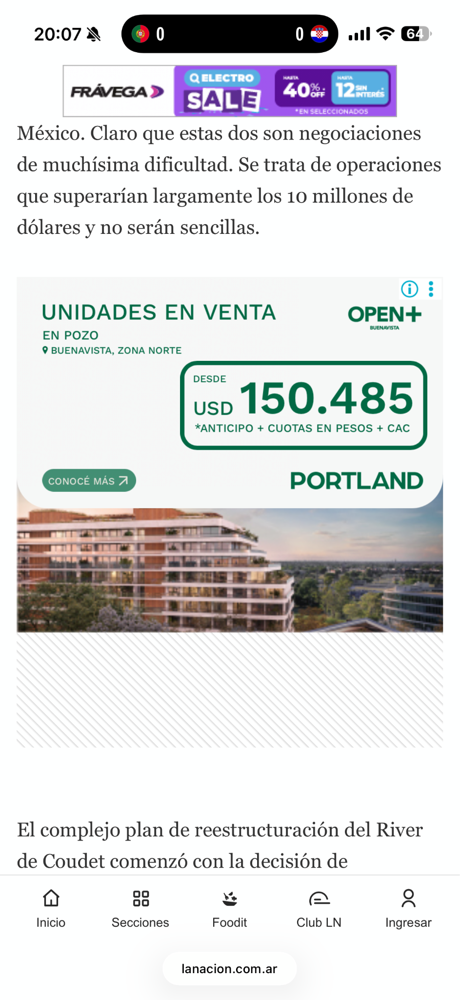 20:07
0 0
64
FRÁVEGA
ELECTRO
SALE
HASTA
40% OFF
HASTA
12 SIN INTERÉS*
*EN SELECCIONADOS
México. Claro que estas dos son negociaciones
de muchísima dificultad. Se trata de operaciones
que superarían largamente los 10 millones de
dólares y no serán sencillas.
UNIDADES EN VENTA
EN POZO
BUENAVISTA, ZONA NORTE
OPEN+
BUENAVISTA
DESDE
USD 150.485
*ANTICIPO + CUOTAS EN PESOS + CAC
CONOCÉ MÁS
PORTLAND
El complejo plan de reestructuración del River
de Coudet comenzó con la decisión de
Inicio
Secciones
Foodit
Club LN
Ingresar
lanacion.com.ar